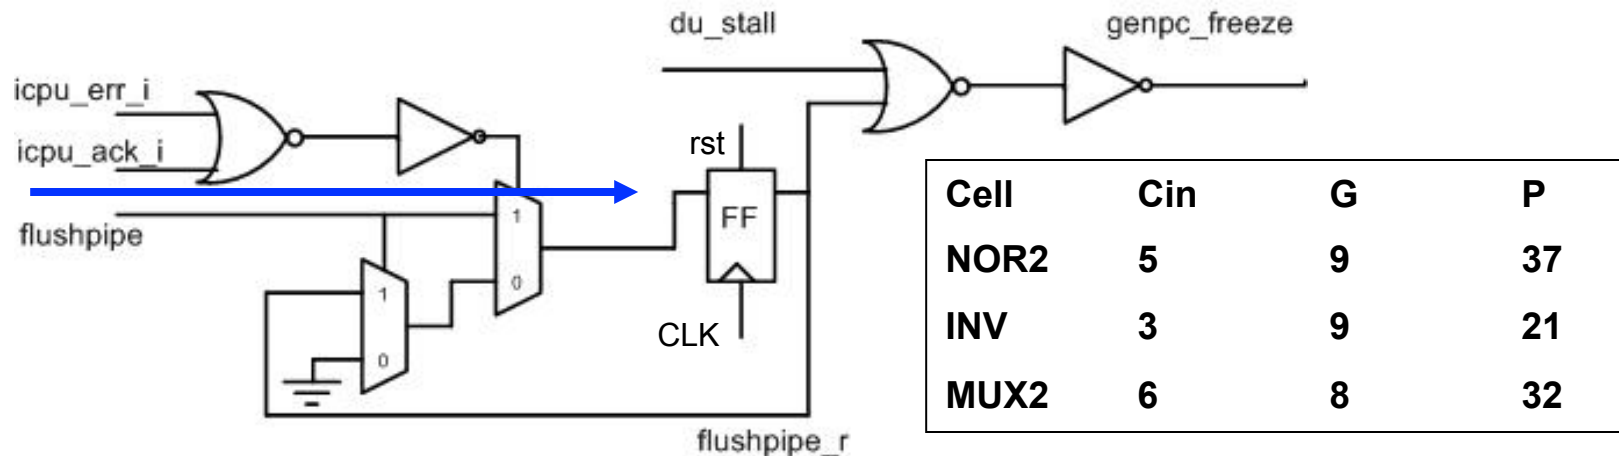 du_stall
genpc_freeze
icpu_err_i
icpu_ack_i
rst
flushpipe
1
FF
0
1
0
CLK
flushpipe_r
Cell Cin G P
NOR2 5 9 37
INV 3 9 21
MUX2 6 8 32